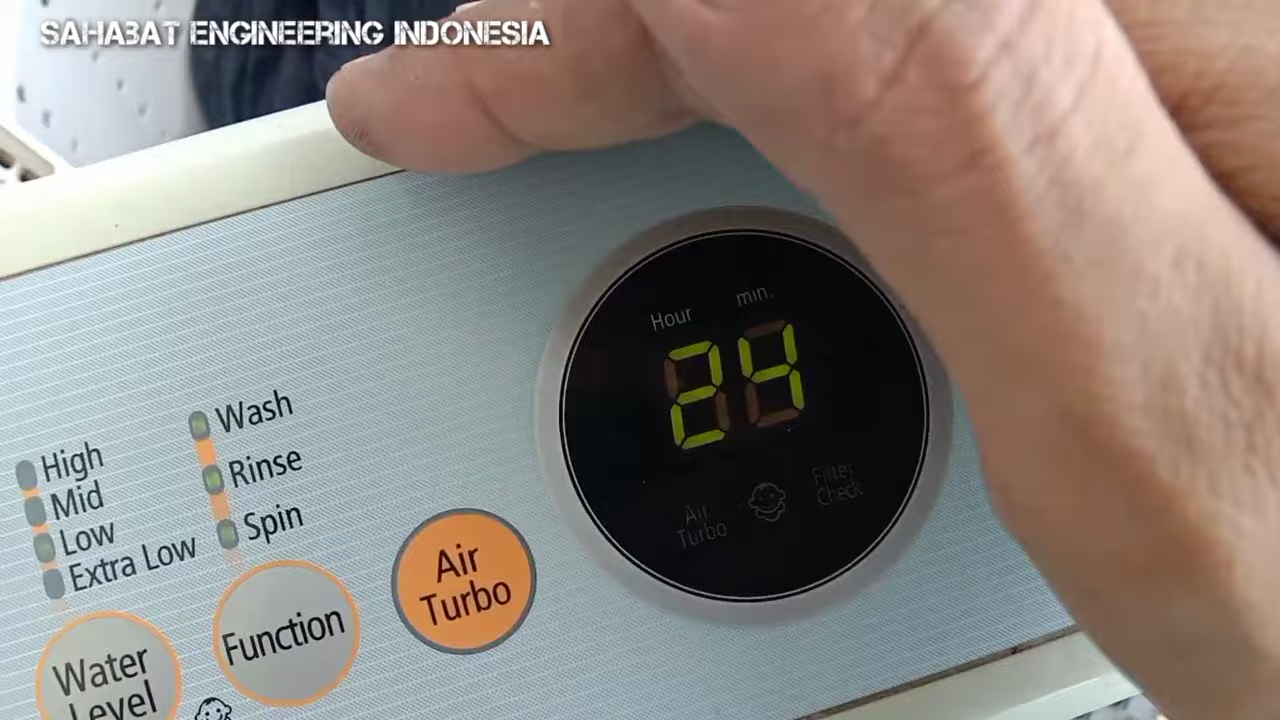 SAHABAT ENGINEERING INDONESIA
Hour min.
24
Air
Turbo
Filter
Check
Wash
Rinse
Spin
High
Mid
Low
Extra Low
Air
Turbo
Function
Water
Level